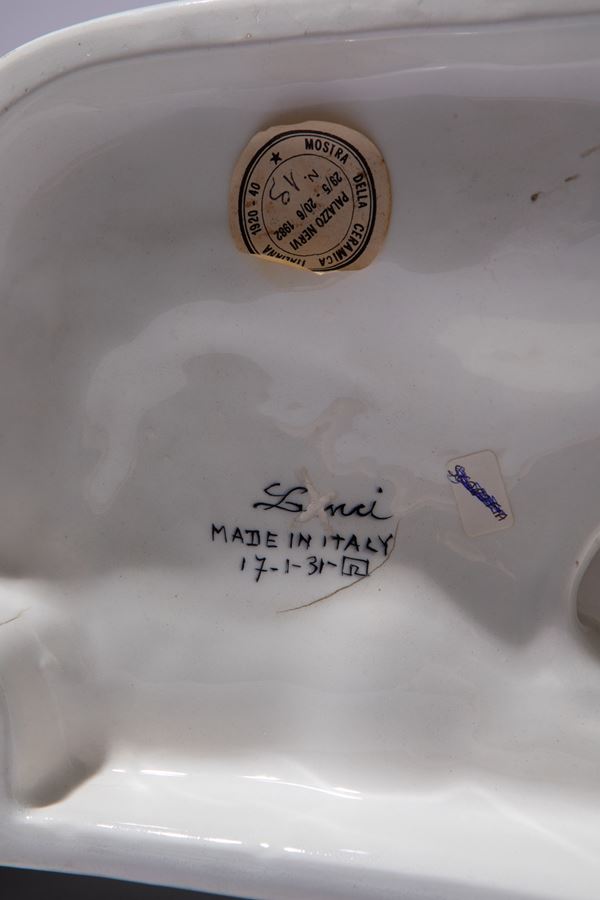 MOSTRA DELLA CERAMICA ITALIANA 1920-40
N. 13
29/5 - 20/6 1982
PALAZZO NERVI
Lenci
MADE IN ITALY
17-1-31-